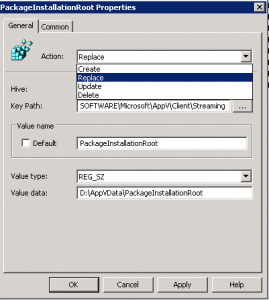 PackageInstallationRoot Properties
General Common
Action: Replace
Create
Replace
Update
Delete
Hive:
Key Path: SOFTWARE\Microsoft\AppV\Client\Streaming ...
Value name
Default PackageInstallationRoot
Value type: REG_SZ
Value data: D:\AppVData\PackageInstallationRoot
OK Cancel Apply Help